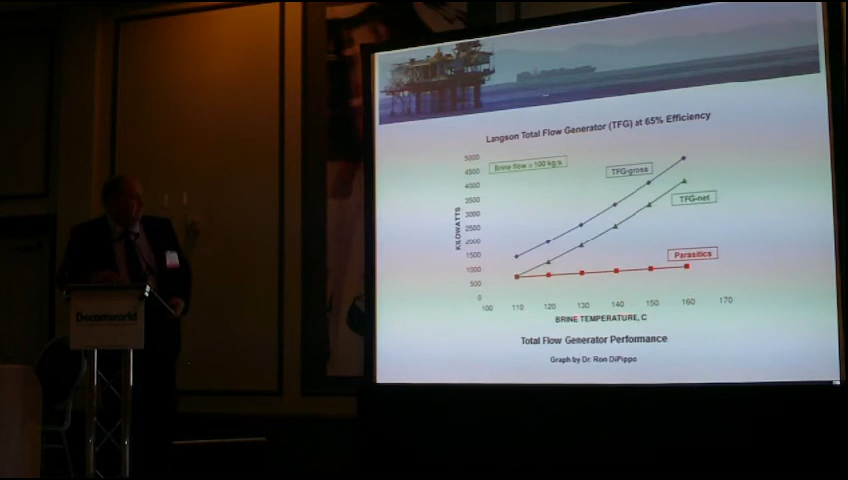 Langson Total Flow Generator (TFG) at 65% Efficiency
Brine flow = 100 kg/s
TFG-gross
TFG-net
Parasitics
KILOWATTS
5000
4500
4000
3500
3000
2500
2000
1500
1000
500
0
100 110 120 130 140 150 160 170
BRINE TEMPERATURE, C
Total Flow Generator Performance
Graph by Dr. Ron DiPippo
Decomworld